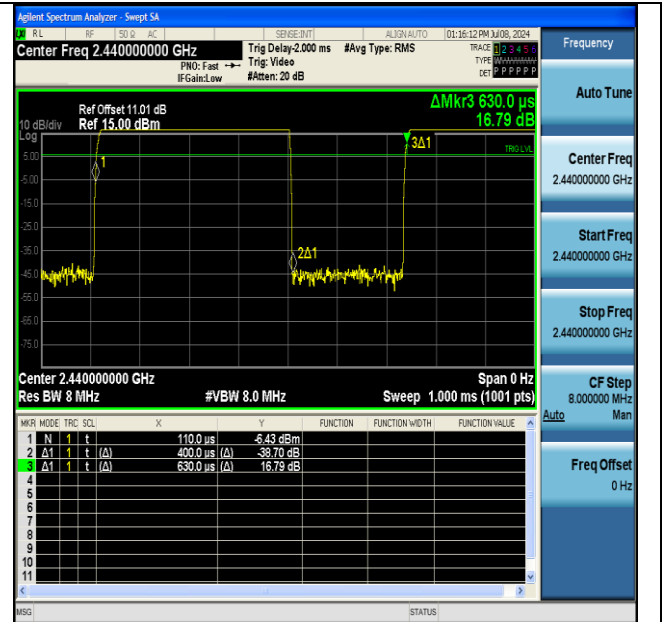 Agilent Spectrum Analyzer - Swept SA
RL RF 50 Ω AC SENSE:INT ALIGN AUTO 01:16:12 PM Jul 08, 2024
Center Freq 2.440000000 GHz
PNO: Fast
IFGain:Low
Trig Delay-2.000 ms
Trig: Video
#Atten: 20 dB
#Avg Type: RMS
TRACE 1 2 3 4 5 6
TYPE
DET P P P P P P
Frequency
Auto Tune
Center Freq
2.440000000 GHz
Start Freq
2.440000000 GHz
Stop Freq
2.440000000 GHz
CF Step
8.000000 MHz
Auto Man
Freq Offset
0 Hz
Ref Offset 11.01 dB
10 dB/div Ref 15.00 dBm
ΔMkr3 630.0 µs
16.79 dB
Log
5.00
-5.00
-15.0
-25.0
-35.0
-45.0
-55.0
-65.0
-75.0
1
2Δ1
3Δ1
TRIG LVL
Center 2.440000000 GHz Span 0 Hz
Res BW 8 MHz #VBW 8.0 MHz Sweep 1.000 ms (1001 pts)
MKR MODE TRC SCL X Y FUNCTION FUNCTION WIDTH FUNCTION VALUE
1 N 1 t 110.0 µs -6.43 dBm
2 Δ1 1 t (Δ) 400.0 µs (Δ) -38.70 dB
3 Δ1 1 t (Δ) 630.0 µs (Δ) 16.79 dB
4
5
6
7
8
9
10
11
MSG STATUS